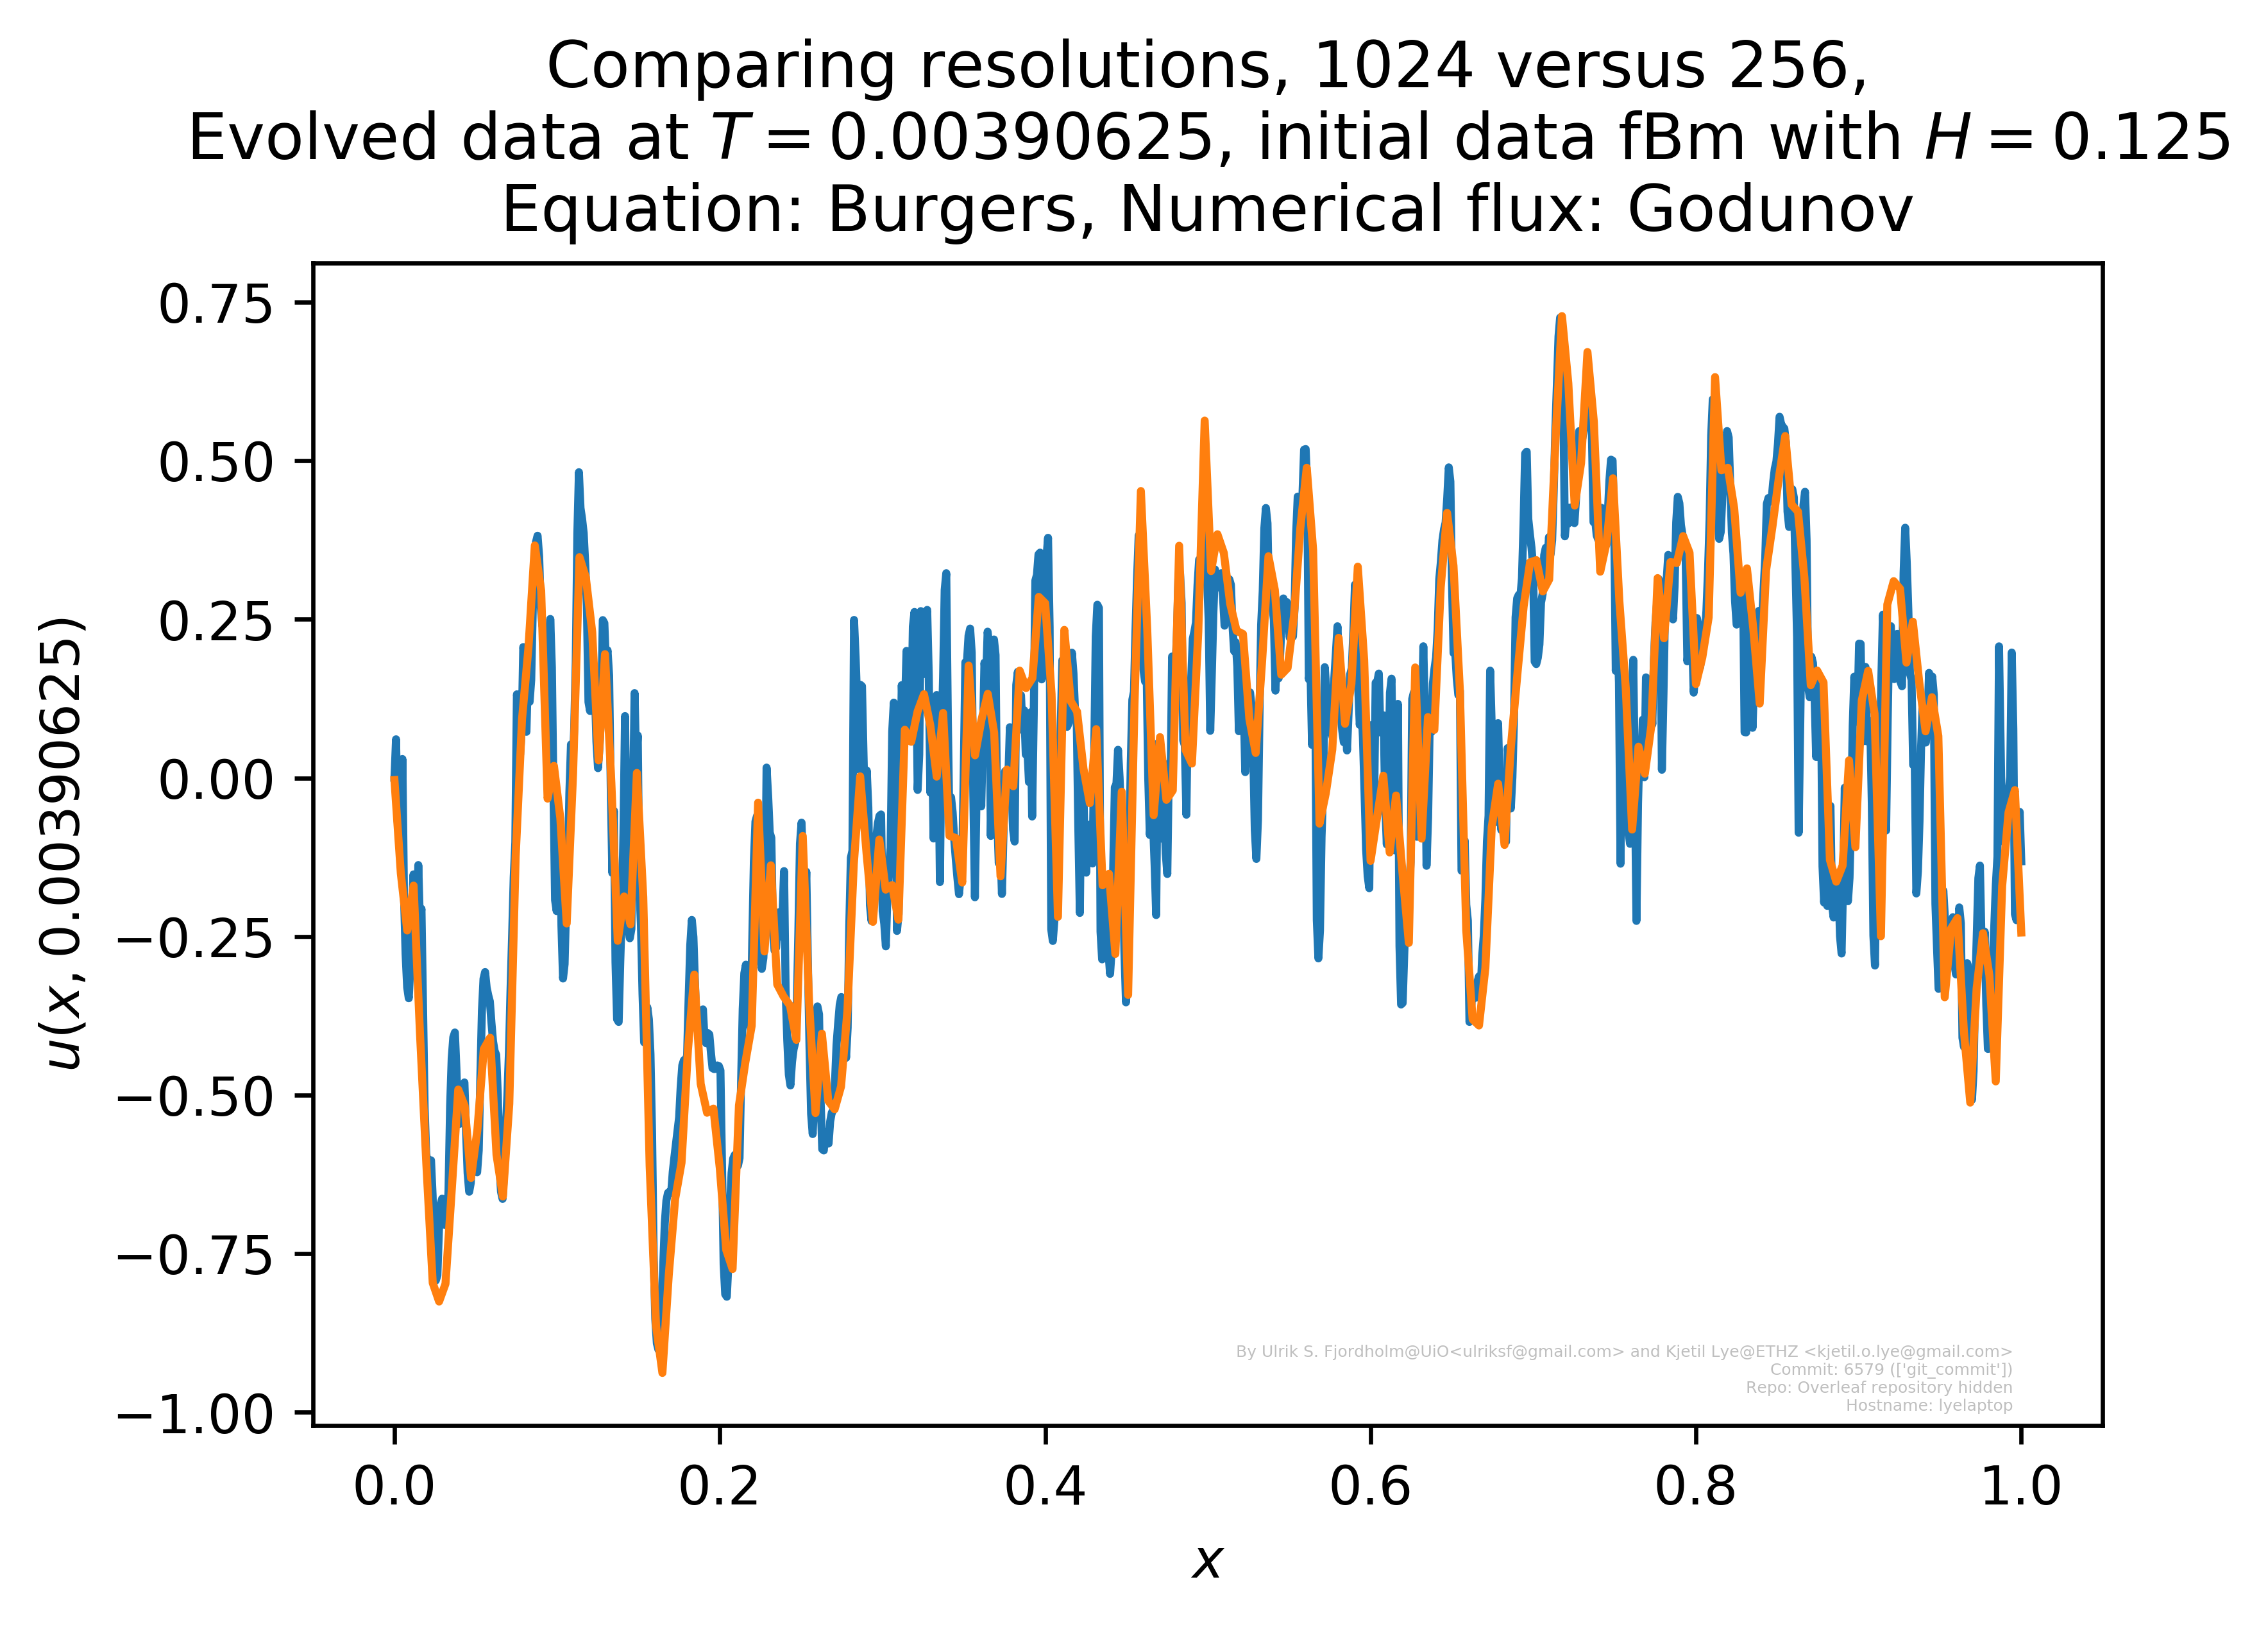 Comparing resolutions, 1024 versus 256,
Evolved data at T = 0.00390625, initial data fBm with H = 0.125
Equation: Burgers, Numerical flux: Godunov
u(x, 0.00390625)
0.75
0.50
0.25
0.00
−0.25
−0.50
−0.75
−1.00
By Ulrik S. Fjordholm@UiO<ulriksf@gmail.com> and Kjetil Lye@ETHZ <kjetil.o.lye@gmail.com>
Commit: 6579 (['git_commit'])
Repo: Overleaf repository hidden
Hostname: lyelaptop
0.0 0.2 0.4 0.6 0.8 1.0
x